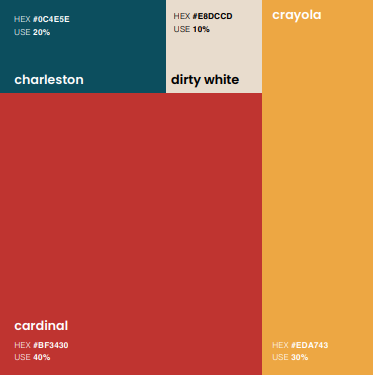 HEX #0C4E5E
USE 20%
charleston
HEX #E8DCCD
USE 10%
dirty white
crayola
cardinal
HEX #BF3430
USE 40%
HEX #EDA743
USE 30%